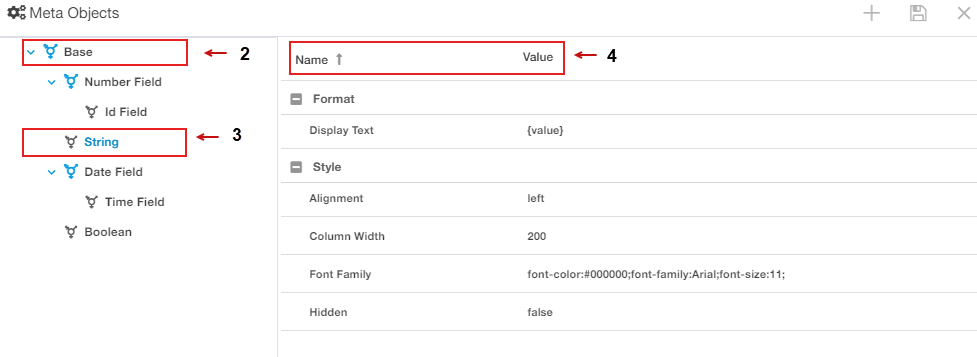 Meta Objects
Base
2
Number Field
Id Field
String
3
Date Field
Time Field
Boolean
Name ↑ Value
4
Format
Display Text {value}
Style
Alignment left
Column Width 200
Font Family font-color:#000000;font-family:Arial;font-size:11;
Hidden false